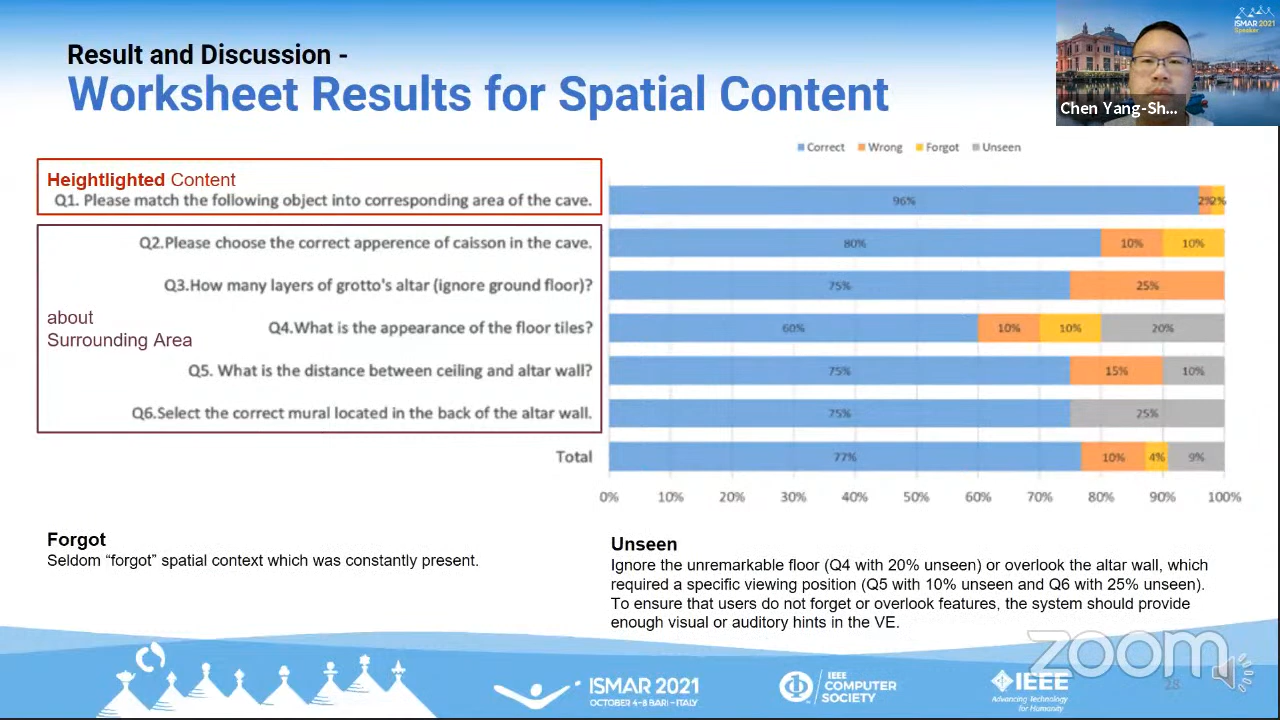 Result and Discussion -
Worksheet Results for Spatial Content
ISMAR 2021
Speaker
Chen Yang-Sh...
Correct Wrong Forgot Unseen
Heightlighted Content
Q1. Please match the following object into corresponding area of the cave.
96% 2% 2%
Q2.Please choose the correct apperence of caisson in the cave.
80% 10% 10%
Q3.How many layers of grotto's altar (ignore ground floor)?
75% 25%
about
Surrounding Area
Q4.What is the appearance of the floor tiles?
60% 10% 10% 20%
Q5. What is the distance between ceiling and altar wall?
75% 15% 10%
Q6.Select the correct mural located in the back of the altar wall.
75% 25%
Total
77% 10% 4% 9%
0% 10% 20% 30% 40% 50% 60% 70% 80% 90% 100%
Forgot
Seldom “forgot” spatial context which was constantly present.
Unseen
Ignore the unremarkable floor (Q4 with 20% unseen) or overlook the altar wall, which
required a specific viewing position (Q5 with 10% unseen and Q6 with 25% unseen).
To ensure that users do not forget or overlook features, the system should provide
enough visual or auditory hints in the VE.
zoom
ISMAR 2021
OCTOBER 4-8 BARI - ITALY
IEEE
COMPUTER
SOCIETY
IEEE
Advancing Technology
for Humanity
28